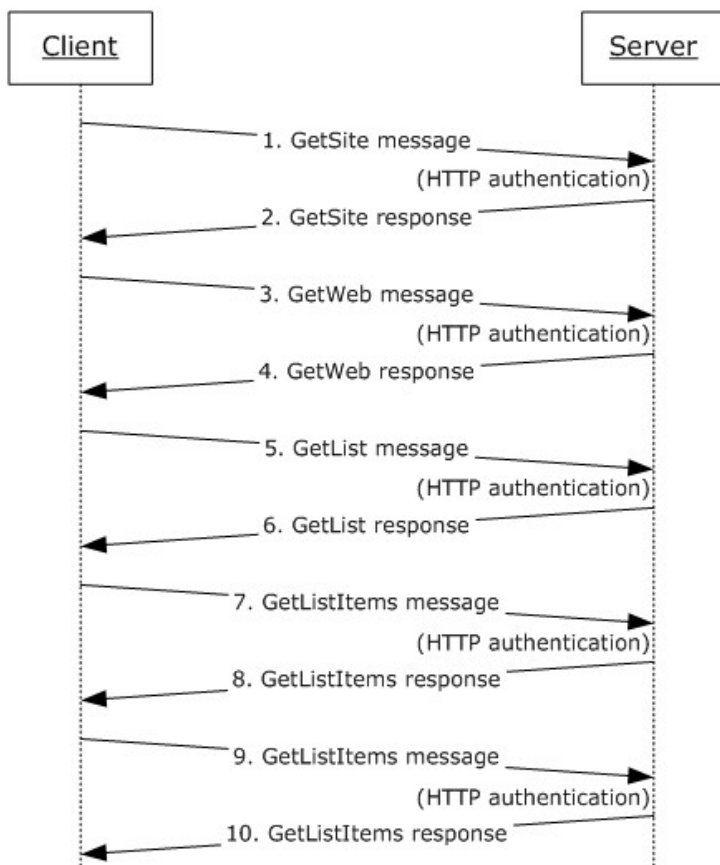 Client
Server
1. GetSite message
(HTTP authentication)
2. GetSite response
3. GetWeb message
(HTTP authentication)
4. GetWeb response
5. GetList message
(HTTP authentication)
6. GetList response
7. GetListItems message
(HTTP authentication)
8. GetListItems response
9. GetListItems message
(HTTP authentication)
10. GetListItems response